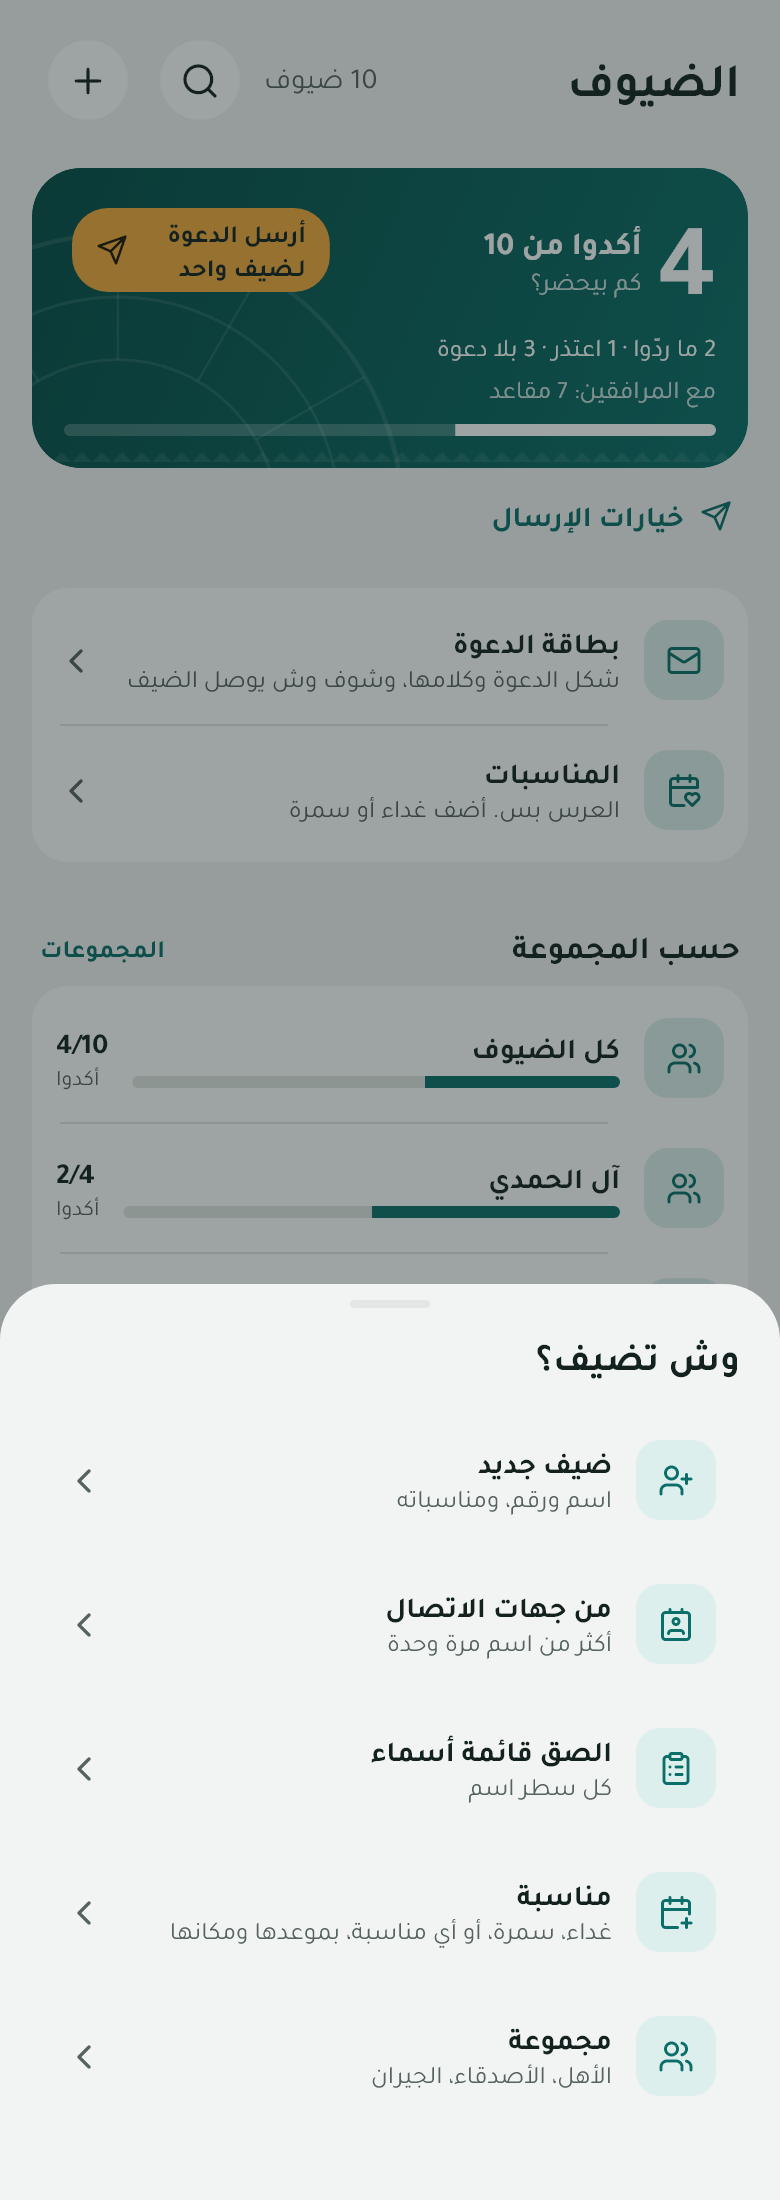 الضيوف
10 ضيوف
4
أكدوا من 10
كم بيحضر؟
أرسل الدعوة
لضيف واحد
2 ما ردّوا · 1 اعتذر · 3 بلا دعوة
مع المرافقين: 7 مقاعد
خيارات الإرسال
بطاقة الدعوة
شكل الدعوة وكلامها، وشوف وش يوصل الضيف
المناسبات
العرس بس. أضف غداء أو سمرة
حسب المجموعة
المجموعات
كل الضيوف
4/10
أكدوا
آل الحمدي
2/4
أكدوا
وش تضيف؟
ضيف جديد
اسم ورقم، ومناسباته
من جهات الاتصال
أكثر من اسم مرة وحدة
الصق قائمة أسماء
كل سطر اسم
مناسبة
غداء، سمرة، أو أي مناسبة، بموعدها ومكانها
مجموعة
الأهل، الأصدقاء، الجيران